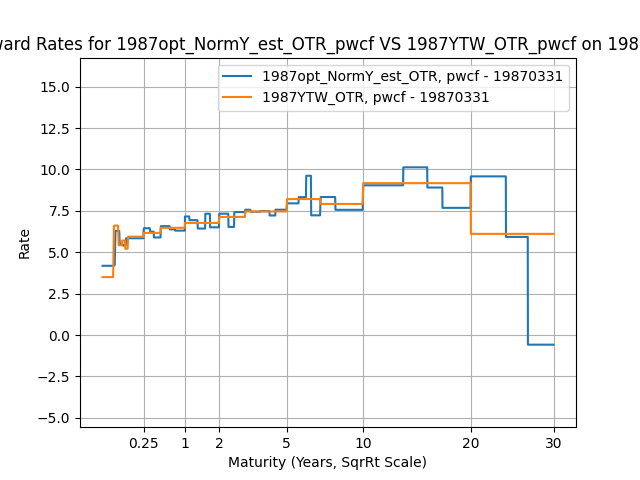 ward Rates for 1987opt_NormY_est_OTR_pwcf VS 1987YTW_OTR_pwcf on 198
1987opt_NormY_est_OTR, pwcf - 19870331
1987YTW_OTR, pwcf - 19870331
15.0
12.5
10.0
7.5
5.0
2.5
0.0
−2.5
−5.0
Rate
0.25 1 2 5 10 20 30
Maturity (Years, SqrRt Scale)